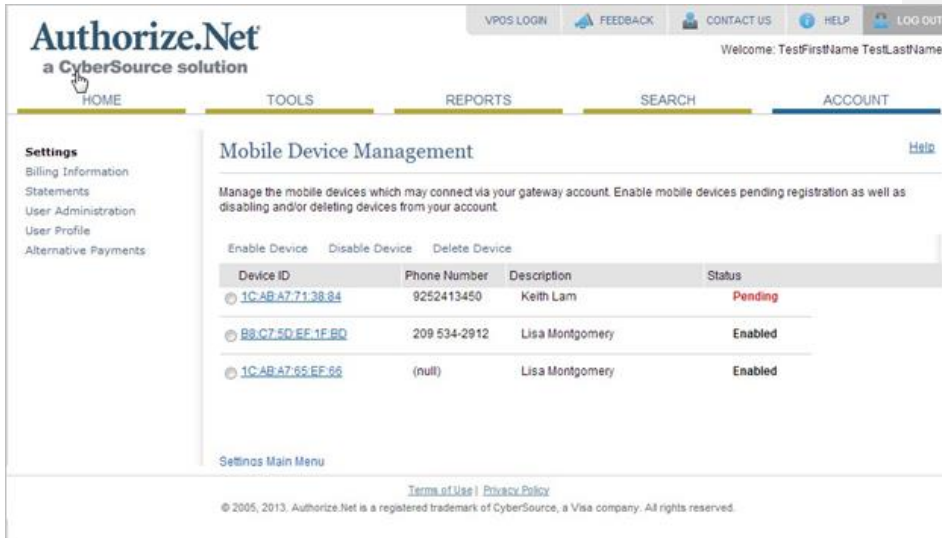 VPOS LOGIN FEEDBACK CONTACT US HELP LOG OUT
Authorize.Net
a CyberSource solution
Welcome: TestFirstName TestLastName
HOME TOOLS REPORTS SEARCH ACCOUNT
Settings
Billing Information
Statements
User Administration
User Profile
Alternative Payments
Mobile Device Management Help
Manage the mobile devices which may connect via your gateway account. Enable mobile devices pending registration as well as
disabling and/or deleting devices from your account.
Enable Device Disable Device Delete Device
Device ID Phone Number Description Status
1C:AB:A7:71:38:84 9252413450 Keith Lam Pending
B8:C7:5D:EF:1F:BD 209 534-2912 Lisa Montgomery Enabled
1C:AB:A7:65:EF:66 (null) Lisa Montgomery Enabled
Settings Main Menu
Terms of Use | Privacy Policy
© 2005, 2013. Authorize.Net is a registered trademark of CyberSource, a Visa company. All rights reserved.